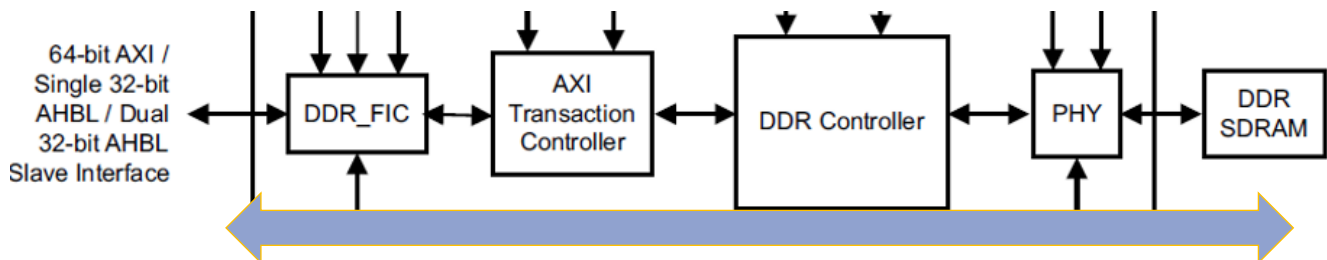 64-bit AXI /
Single 32-bit
AHBL / Dual
32-bit AHBL
Slave Interface
DDR_FIC
AXI
Transaction
Controller
DDR Controller
PHY
DDR
SDRAM